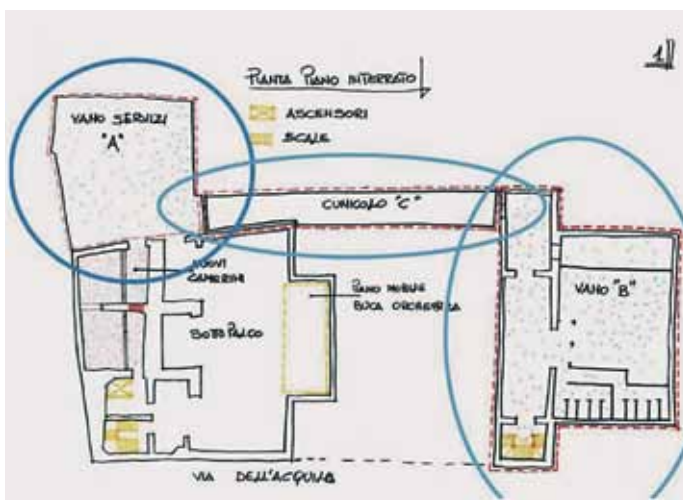 1
PIANTA PIANO INTERRATO
ASCENSORI
SCALE
VANO SERVIZI
"A"
CUNICOLO "C"
NUOVI
CAMERINI
PIANO MOBILE
BUCA ORCHESTRA
SOTTOPALCO
VANO "B"
VIA DELL'ACQUILA